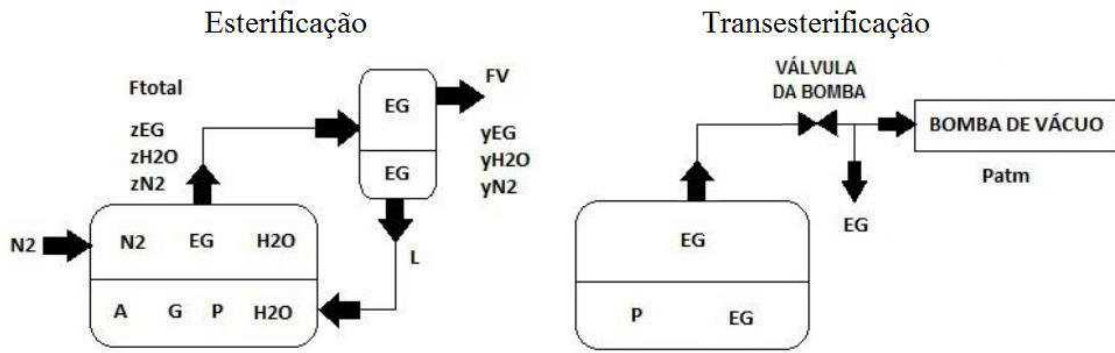 Esterificação
Ftotal
zEG
zH2O
zN2
EG
EG
FV
yEG
yH2O
yN2
L
N2
N2 EG H2O
A G P H2O
Transesterificação
VÁLVULA
DA BOMBA
BOMBA DE VÁCUO
Patm
EG
EG
P EG